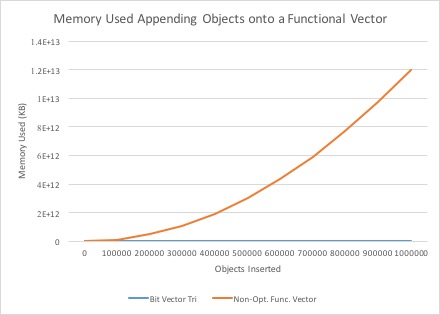 Memory Used Appending Objects onto a Functional Vector
1.4E+13
1.2E+13
1E+13
8E+12
6E+12
4E+12
2E+12
0
Memory Used (KB)
0 100000 200000 300000 400000 500000 600000 700000 800000 900000 1000000
Objects Inserted
Bit Vector Tri Non-Opt. Func. Vector